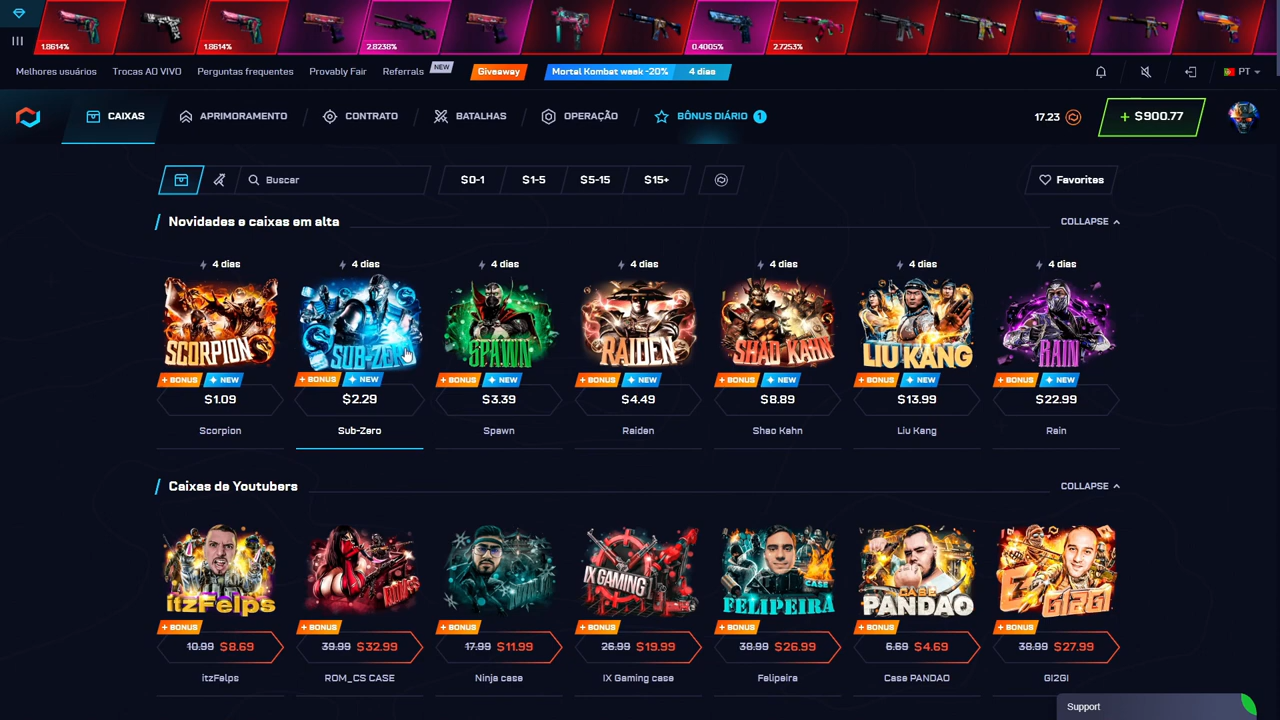 1.8614%
1.8614%
2.8238%
0.4005%
2.7253%
Melhores usuários
Trocas AO VIVO
Perguntas frequentes
Provably Fair
Referrals
NEW
Giveaway
Mortal Kombat week -20%
4 dias
PT
CAIXAS
APRIMORAMENTO
CONTRATO
BATALHAS
OPERAÇÃO
BÔNUS DIÁRIO
1
17.23
+ $900.77
Buscar
$0-1
$1-5
$5-15
$15+
Favorites
Novidades e caixas em alta
COLLAPSE
4 dias
4 dias
4 dias
4 dias
4 dias
4 dias
4 dias
SCORPION
SUB-ZERO
SPAWN
RAIDEN
SHAO KAHN
LIU KANG
RAIN
+ BONUS
NEW
+ BONUS
NEW
+ BONUS
NEW
+ BONUS
NEW
+ BONUS
NEW
+ BONUS
NEW
+ BONUS
NEW
$1.09
$2.29
$3.39
$4.49
$8.89
$13.99
$22.99
Scorpion
Sub-Zero
Spawn
Raiden
Shao Kahn
Liu Kang
Rain
Caixas de Youtubers
COLLAPSE
itzFelps
IX GAMING
CASE
FELIPEIRA
CASE
PANDAO
GI2GI
+ BONUS
+ BONUS
+ BONUS
+ BONUS
+ BONUS
+ BONUS
+ BONUS
10.99 $8.69
39.99 $32.99
17.99 $11.99
26.99 $19.99
38.99 $26.99
6.69 $4.69
38.99 $27.99
itzFelps
ROM_CS CASE
Ninja case
IX Gaming case
Felipeira
Case PANDAO
GI2GI
Support